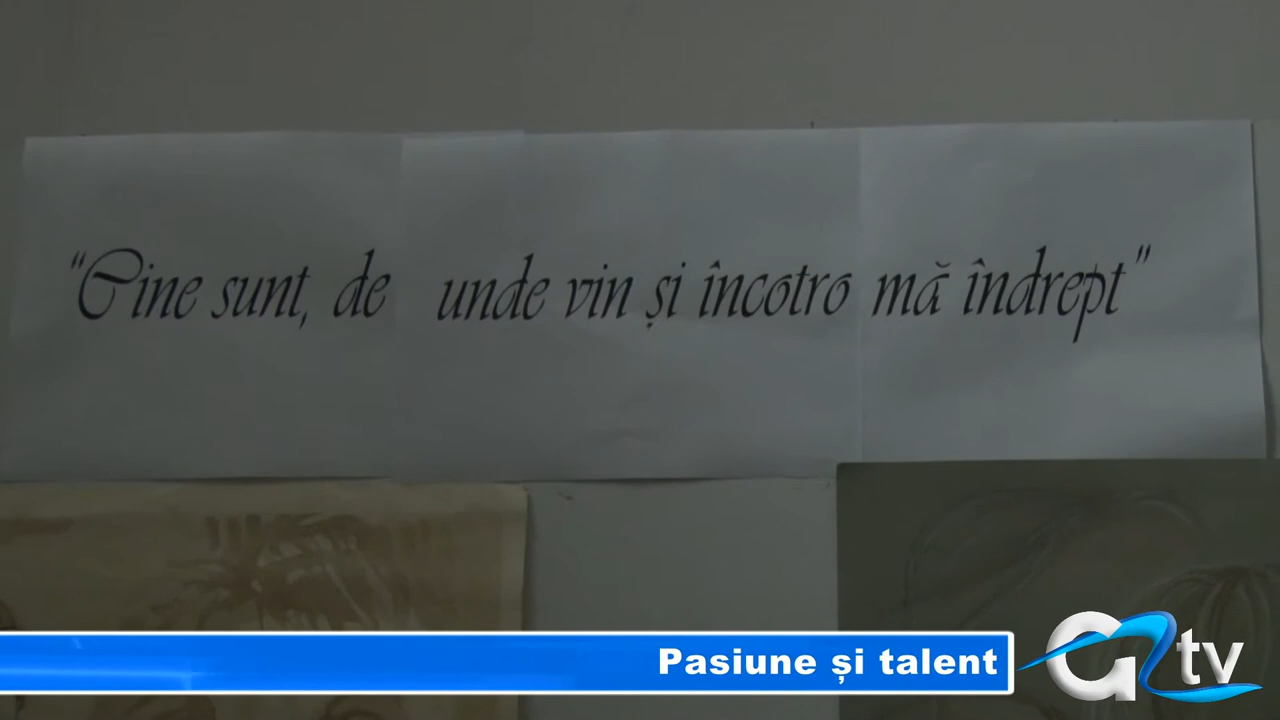 "Cine sunt, de unde vin și încotro mă îndrept"
Pasiune și talent
tv